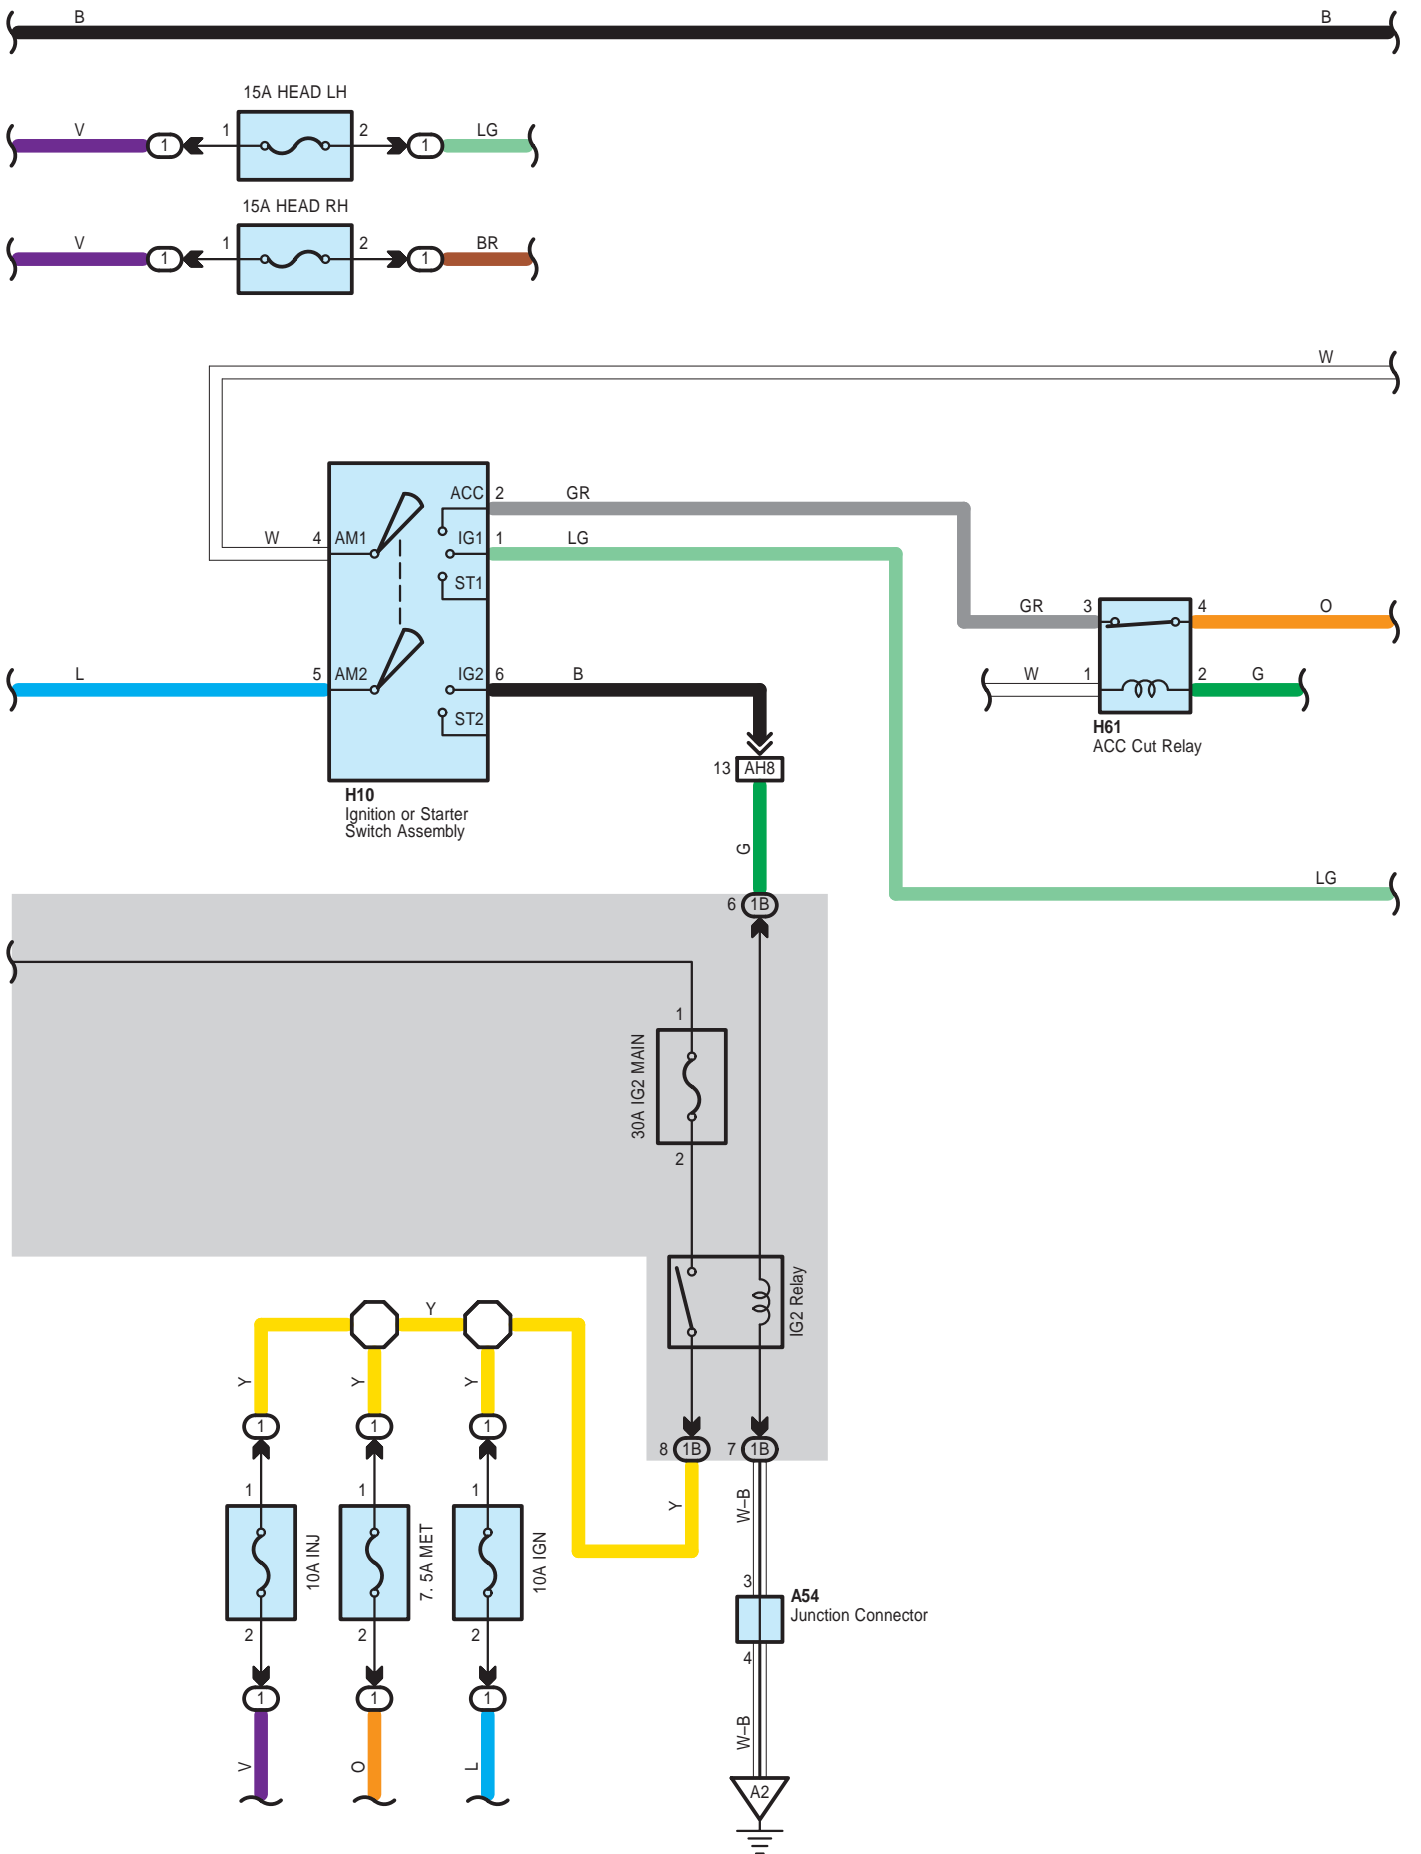 B B
15A HEAD LH
V 1 1 2 1 LG
15A HEAD RH
V 1 1 2 1 BR
W
ACC 2 GR
W 4 AM1 IG1 1 LG
ST1
GR 3 4 O
L 5 AM2 IG2 6 B
W 1 2 G
ST2
H61
ACC Cut Relay
13 AH8
H10
Ignition or Starter
Switch Assembly
G
LG
6 1B
1
30A IG2 MAIN
2
IG2 Relay
Y
Y Y Y
1 1 1
8 1B 7 1B
1 1 1
Y W–B
10A INJ 7. 5A MET 10A IGN
3 A54
Junction Connector
2 2 2
4
1 1 1
W–B
V O L
A2